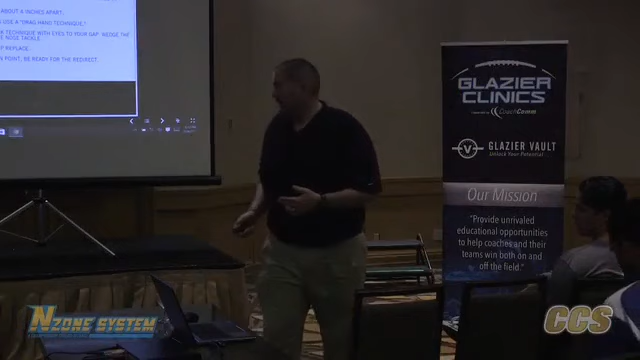 ABOUT A INCHES APART.
USE A "DRAG HAND TECHNIQUE."
TECHNIQUE WITH EYES TO YOUR GAP WEDGE THE
NOSE TACKLE
REPLACE
POINT, BE READY FOR THE REDIRECT.
GLAZIER
CLINICS
CoachComm
V
GLAZIER VAULT
Unlock Your Potential
Our Mission
"Provide unrivaled
educational opportunities
to help coaches and their
teams win both on and
off the field."
NZONE SYSTEM
CCS